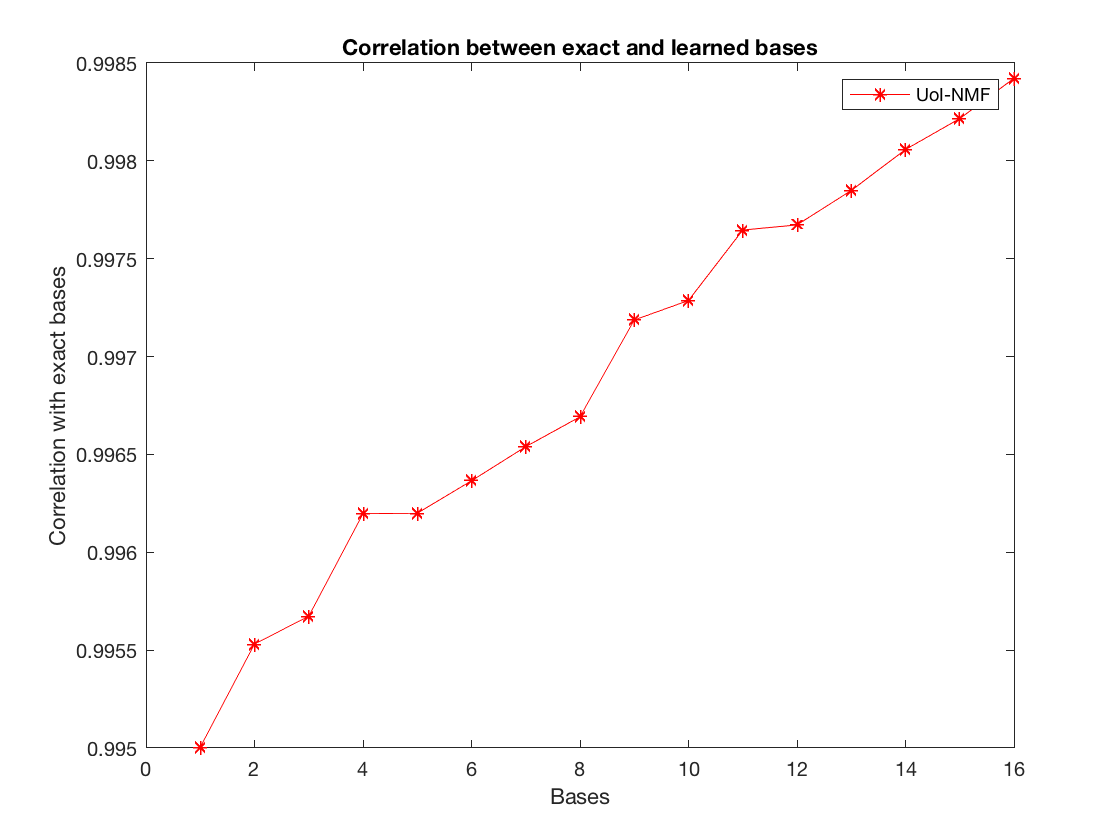 Correlation between exact and learned bases
UoI-NMF
Correlation with exact bases
0.9985
0.998
0.9975
0.997
0.9965
0.996
0.9955
0.995
0 2 4 6 8 10 12 14 16
Bases